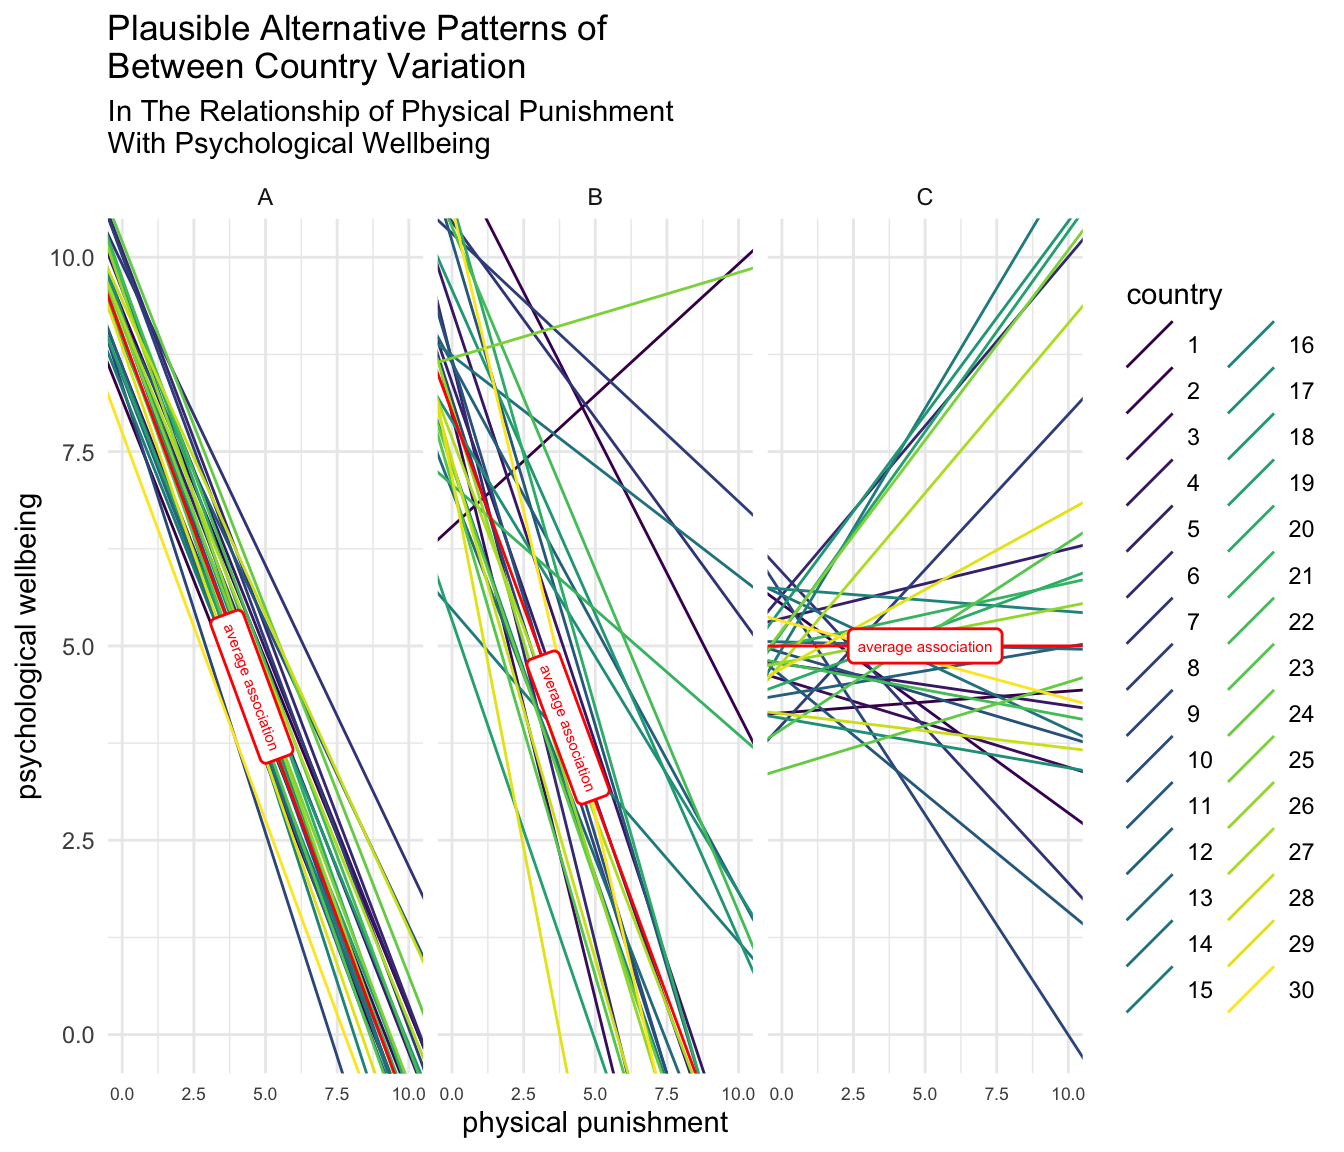 Plausible Alternative Patterns of
Between Country Variation
In The Relationship of Physical Punishment
With Psychological Wellbeing
A
B
C
10.0
7.5
5.0
2.5
0.0
psychological wellbeing
average association
average association
average association
0.0 2.5 5.0 7.5 10.0
0.0 2.5 5.0 7.5 10.0
0.0 2.5 5.0 7.5 10.0
physical punishment
country
1 16
2 17
3 18
4 19
5 20
6 21
7 22
8 23
9 24
10 25
11 26
12 27
13 28
14 29
15 30